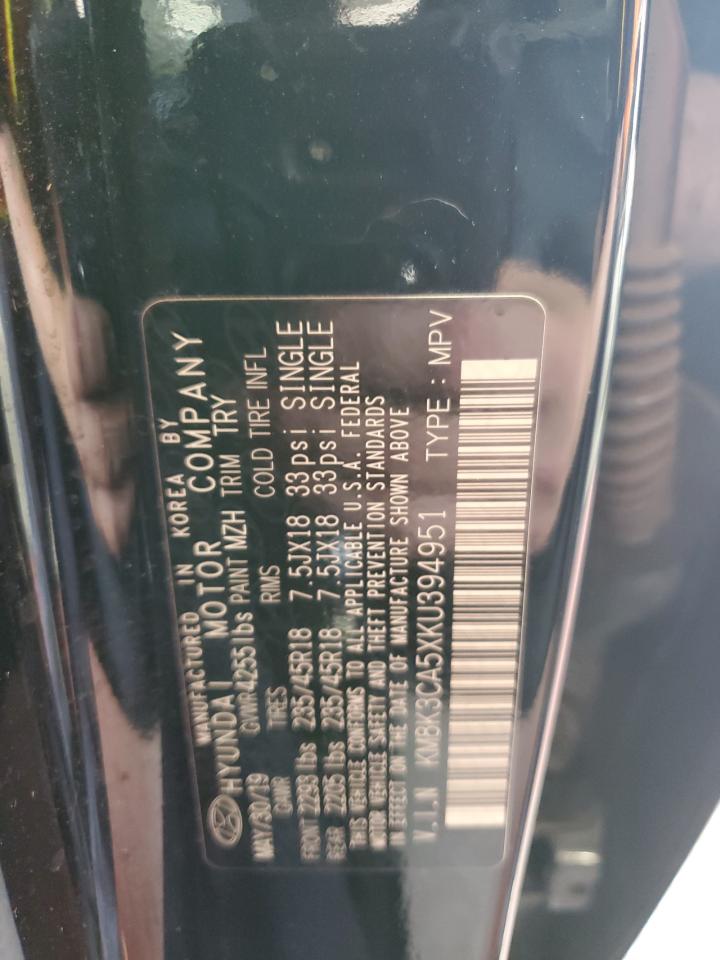 MANUFACTURED IN KOREA BY
HYUNDAI MOTOR COMPANY
MAY/30/19 GVWR 4255lbs PAINT MZH TRIM TRY
GAWR TIRES RIMS COLD TIRE INFL
FRONT 2293 lbs 235/45R18 7.5JX18 33psi SINGLE
REAR 2205 lbs 235/45R18 7.5JX18 33psi SINGLE
THIS VEHICLE CONFORMS TO ALL APPLICABLE U.S.A. FEDERAL
MOTOR VEHICLE SAFETY AND THEFT PREVENTION STANDARDS
IN EFFECT ON THE DATE OF MANUFACTURE SHOWN ABOVE
V.I.N KM8K3CA5XKU394951 TYPE : MPV